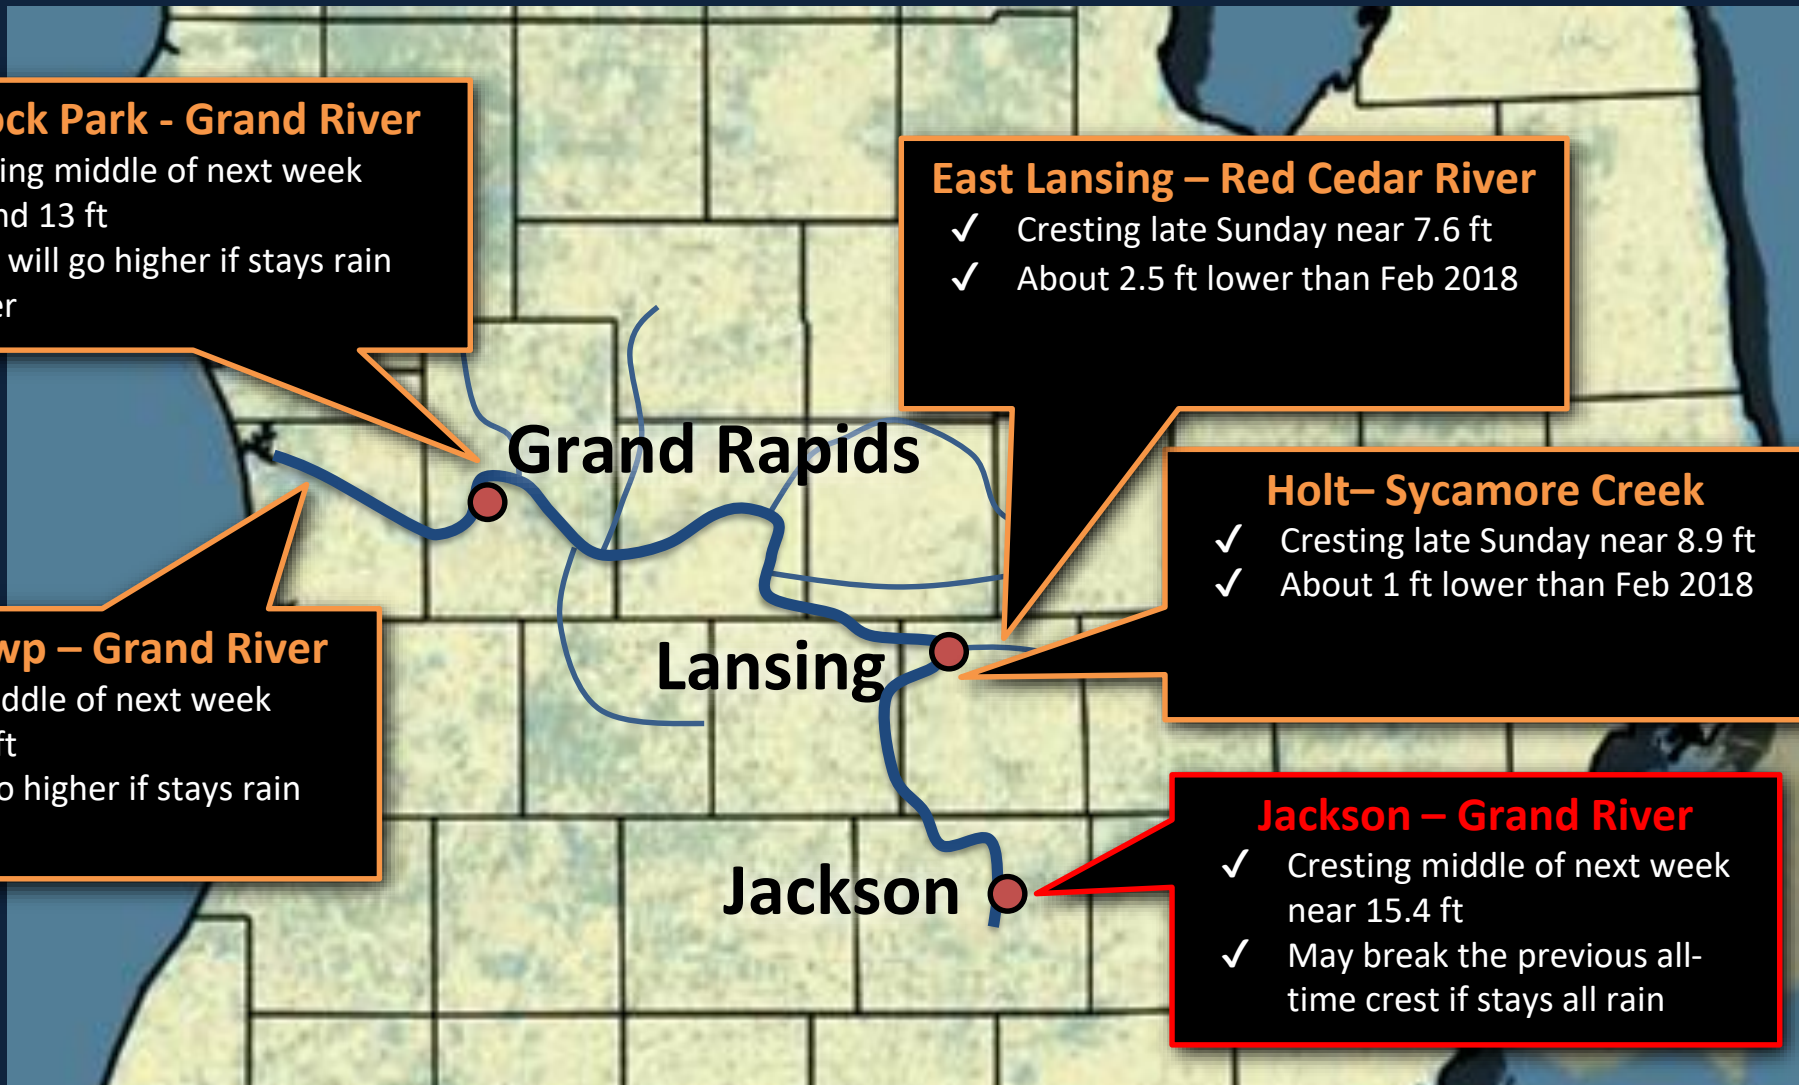 ock Park - Grand River
ing middle of next week
nd 13 ft
will go higher if stays rain
er
East Lansing – Red Cedar River
✓ Cresting late Sunday near 7.6 ft
✓ About 2.5 ft lower than Feb 2018
Grand Rapids
Holt– Sycamore Creek
✓ Cresting late Sunday near 8.9 ft
✓ About 1 ft lower than Feb 2018
wp – Grand River
ddle of next week
ft
o higher if stays rain
Lansing
Jackson
Jackson – Grand River
✓ Cresting middle of next week
near 15.4 ft
✓ May break the previous all-
time crest if stays all rain